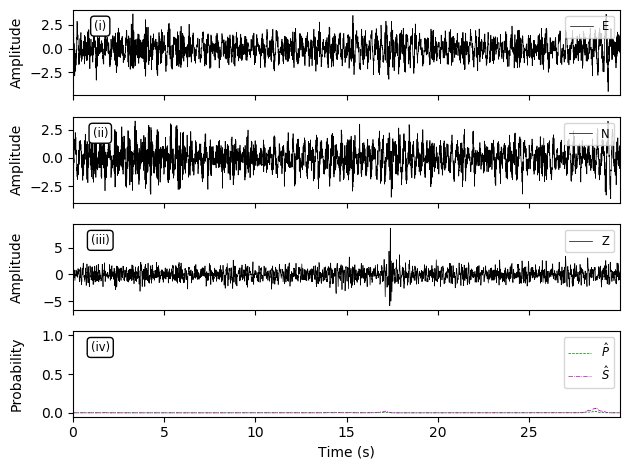 (i)
E
Amplitude
2.5
0.0
−2.5
(ii)
N
Amplitude
2.5
0.0
−2.5
(iii)
Z
Amplitude
5
0
−5
(iv)
P̂
Ŝ
Probability
1.0
0.5
0.0
0 5 10 15 20 25
Time (s)